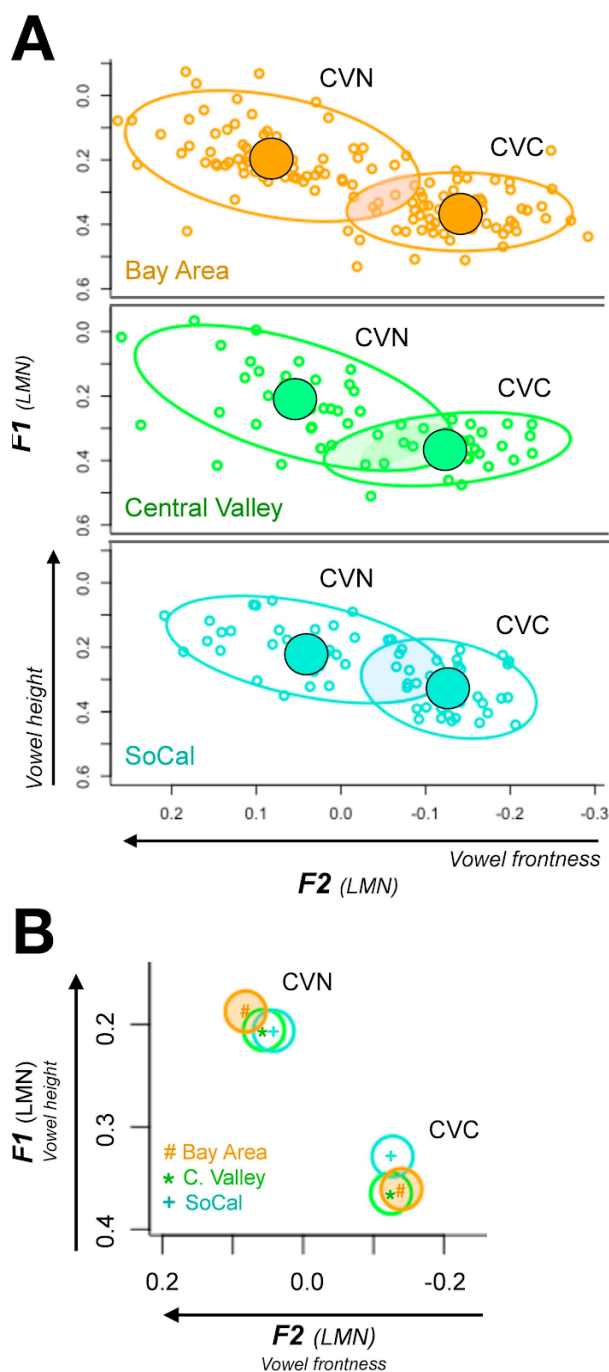 A
CVN
CVC
0.0
0.2
0.4
0.6
Bay Area
CVN
CVC
0.0
0.2
0.4
0.6
Central Valley
F1 (LMN)
CVN
CVC
0.0
0.2
0.4
0.6
SoCal
Vowel height
0.2 0.1 0.0 -0.1 -0.2 -0.3
Vowel frontness
F2 (LMN)
B
CVN
# * +
0.2
0.3
0.4
F1 (LMN)
Vowel height
CVC
+
* #
# Bay Area
* C. Valley
+ SoCal
0.2 0.0 -0.2
F2 (LMN)
Vowel frontness